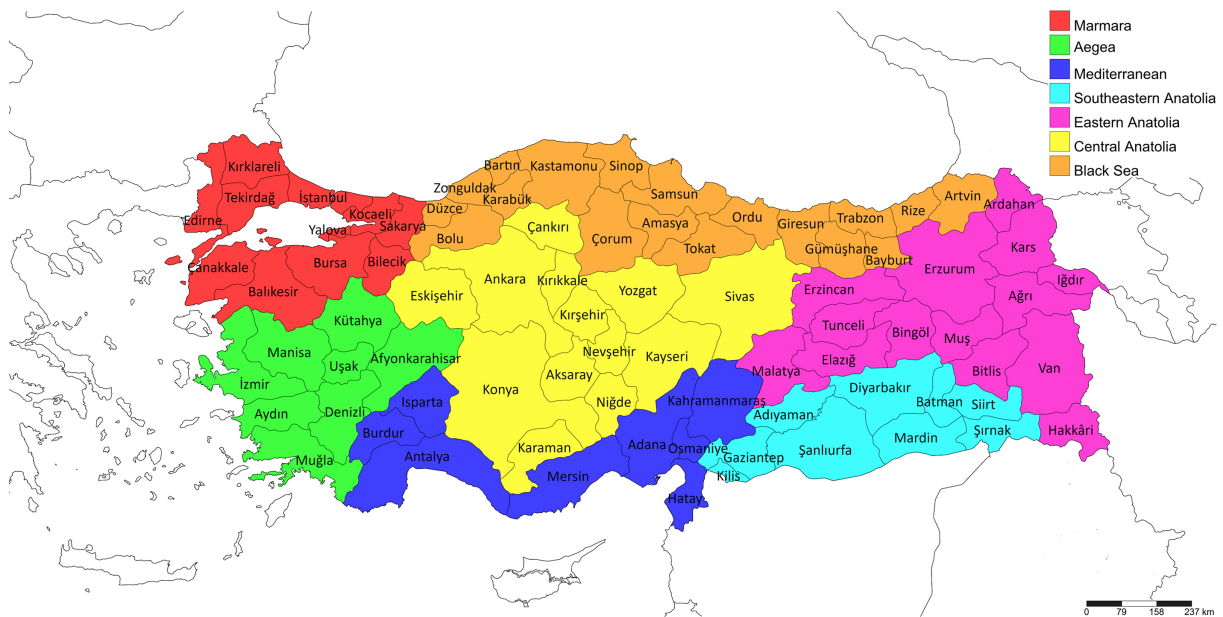 Marmara
Aegea
Mediterranean
Southeastern Anatolia
Eastern Anatolia
Central Anatolia
Black Sea
Kırklareli
Tekirdağ
İstanbul
Edirne
Kocaeli
Yalova
Sakarya
Çanakkale
Bursa
Bilecik
Balıkesir
Bartın
Kastamonu
Sinop
Zonguldak
Karabük
Samsun
Düzce
Bolu
Çorum
Amasya
Tokat
Ordu
Giresun
Trabzon
Rize
Artvin
Gümüşhane
Bayburt
Ardahan
Kars
Erzurum
Iğdır
Erzincan
Ağrı
Tunceli
Bingöl
Muş
Elazığ
Malatya
Bitlis
Van
Hakkâri
Çankırı
Ankara
Kırıkkale
Eskişehir
Yozgat
Sivas
Kırşehir
Nevşehir
Kayseri
Aksaray
Konya
Niğde
Karaman
Kütahya
Manisa
Uşak
Afyonkarahisar
İzmir
Aydın
Denizli
Muğla
Isparta
Burdur
Antalya
Mersin
Adana
Osmaniye
Kahramanmaraş
Hatay
Adıyaman
Diyarbakır
Batman
Siirt
Şırnak
Mardin
Şanlıurfa
Gaziantep
Kilis
0 79 158 237 km